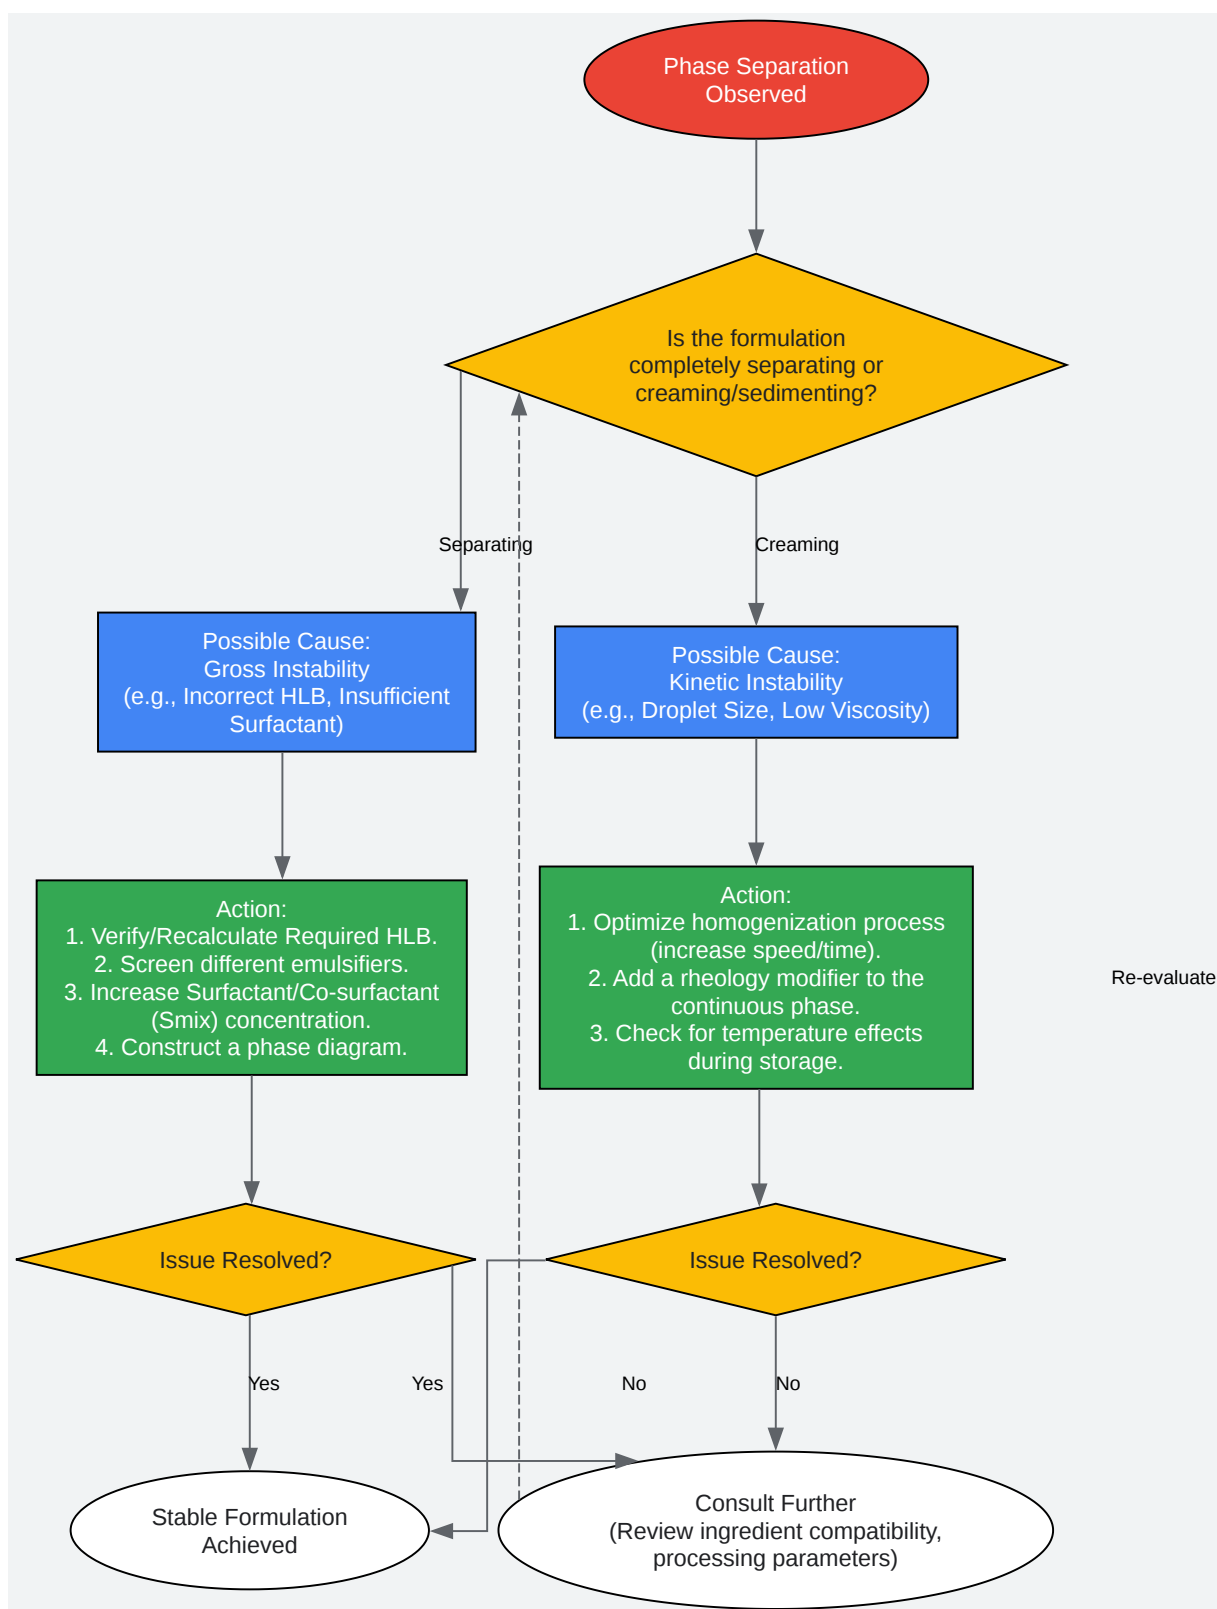 Phase Separation
Observed
Is the formulation
completely separating or
creaming/sedimenting?
Separating
Creaming
Possible Cause:
Gross Instability
(e.g., Incorrect HLB, Insufficient
Surfactant)
Possible Cause:
Kinetic Instability
(e.g., Droplet Size, Low Viscosity)
Action:
1. Verify/Recalculate Required HLB.
2. Screen different emulsifiers.
3. Increase Surfactant/Co-surfactant
(Smix) concentration.
4. Construct a phase diagram.
Action:
1. Optimize homogenization process
(increase speed/time).
2. Add a rheology modifier to the
continuous phase.
3. Check for temperature effects
during storage.
Re-evaluate
Issue Resolved?
Issue Resolved?
Yes
Yes
No
No
Stable Formulation
Achieved
Consult Further
(Review ingredient compatibility,
processing parameters)